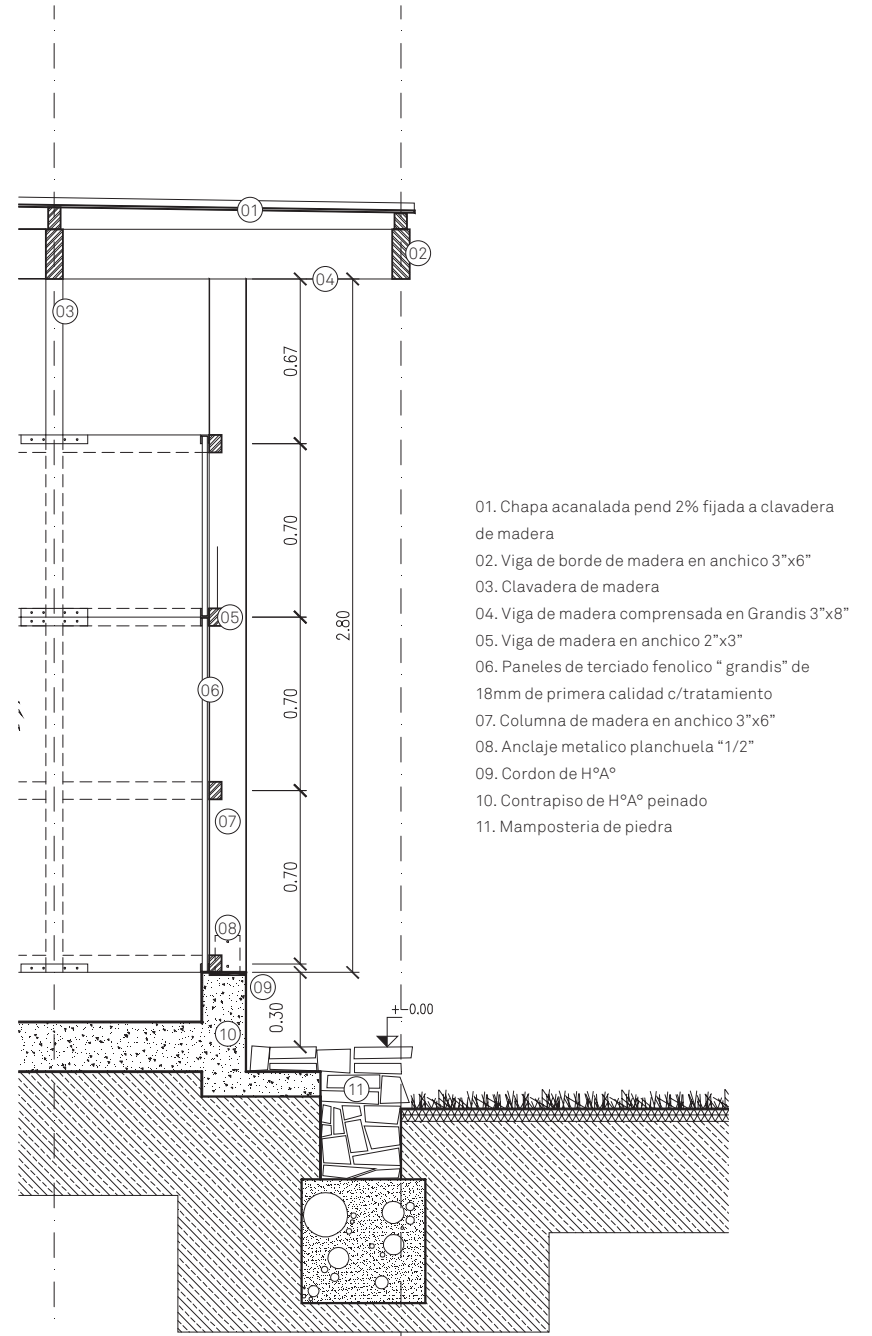 01
02
04
03
0.67
0.70
05
2.80
06
0.70
07
0.70
08
09
0.30
+-0.00
10
11
01. Chapa acanalada pend 2% fijada a clavadera
de madera
02. Viga de borde de madera en anchico 3”x6”
03. Clavadera de madera
04. Viga de madera comprensada en Grandis 3”x8”
05. Viga de madera en anchico 2”x3”
06. Paneles de terciado fenolico “ grandis” de
18mm de primera calidad c/tratamiento
07. Columna de madera en anchico 3”x6”
08. Anclaje metalico planchuela “1/2”
09. Cordon de H°A°
10. Contrapiso de H°A° peinado
11. Mamposteria de piedra